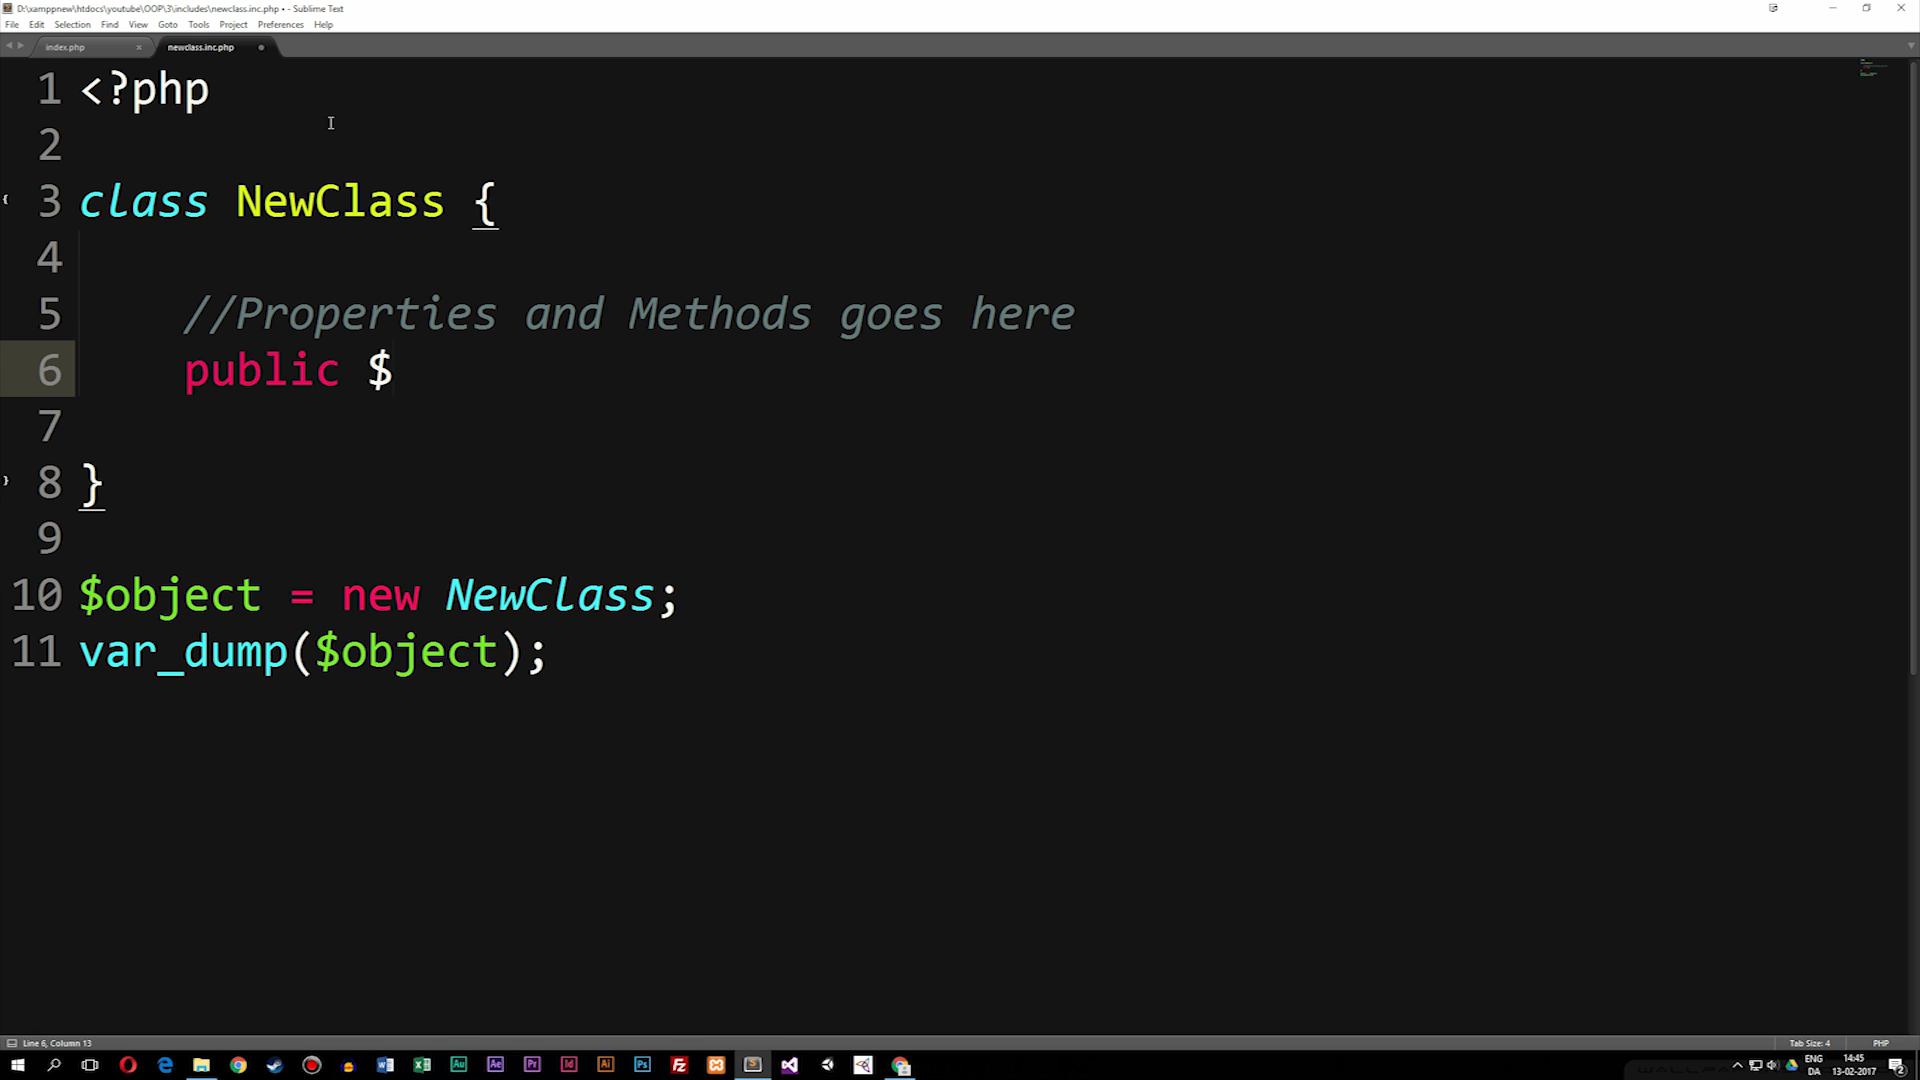 D:\xamppnew\htdocs\youtube\OOP\3\includes\newclass.inc.php • - Sublime Text
File Edit Selection Find View Goto Tools Project Preferences Help
index.php × newclass.inc.php
1 <?php
2
3 class NewClass {
4
5 //Properties and Methods goes here
6 public $
7
8 }
9
10 $object = new NewClass;
11 var_dump($object);
Line 6, Column 13 Tab Size: 4 PHP
ENG 14:45
DA 13-02-2017